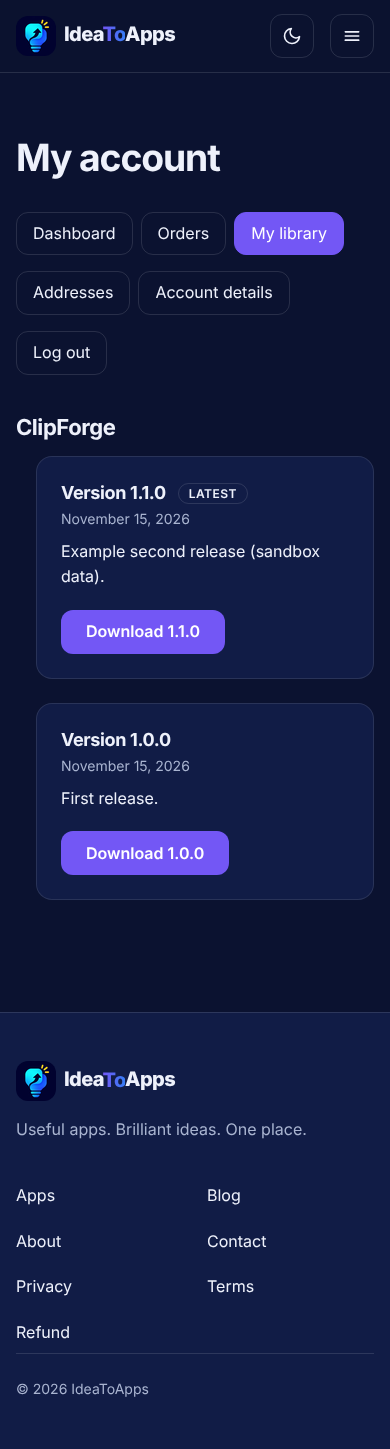 IdeaToApps
My account
Dashboard
Orders
My library
Addresses
Account details
Log out
ClipForge
Version 1.1.0
LATEST
November 15, 2026
Example second release (sandbox
data).
Download 1.1.0
Version 1.0.0
November 15, 2026
First release.
Download 1.0.0
IdeaToApps
Useful apps. Brilliant ideas. One place.
Apps
Blog
About
Contact
Privacy
Terms
Refund
© 2026 IdeaToApps